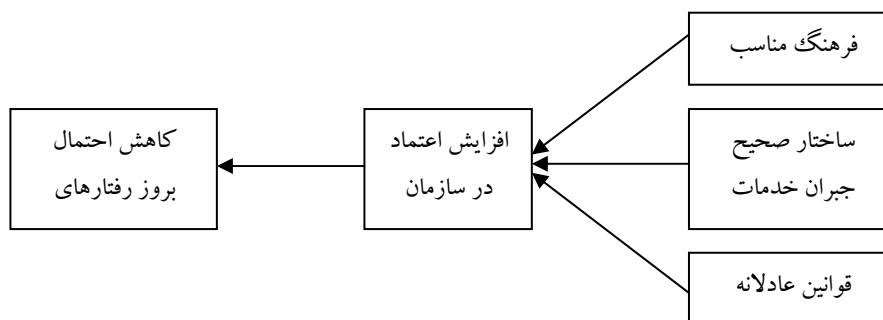 فرهنگ مناسب
ساختار صحیح
جبران خدمات
قوانین عادلانه
افزایش اعتماد
در سازمان
کاهش احتمال
بروز رفتارهای